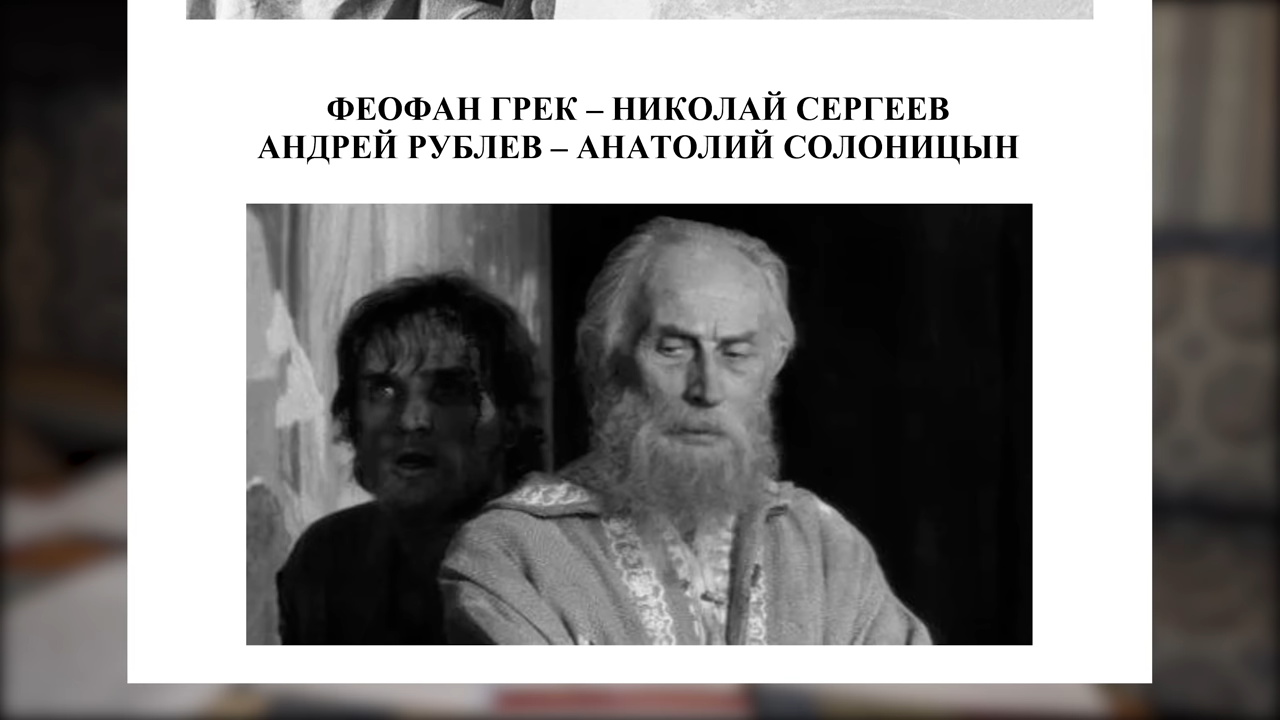 ФЕОФАН ГРЕК – НИКОЛАЙ СЕРГЕЕВ
АНДРЕЙ РУБЛЕВ – АНАТОЛИЙ СОЛОНИЦЫН